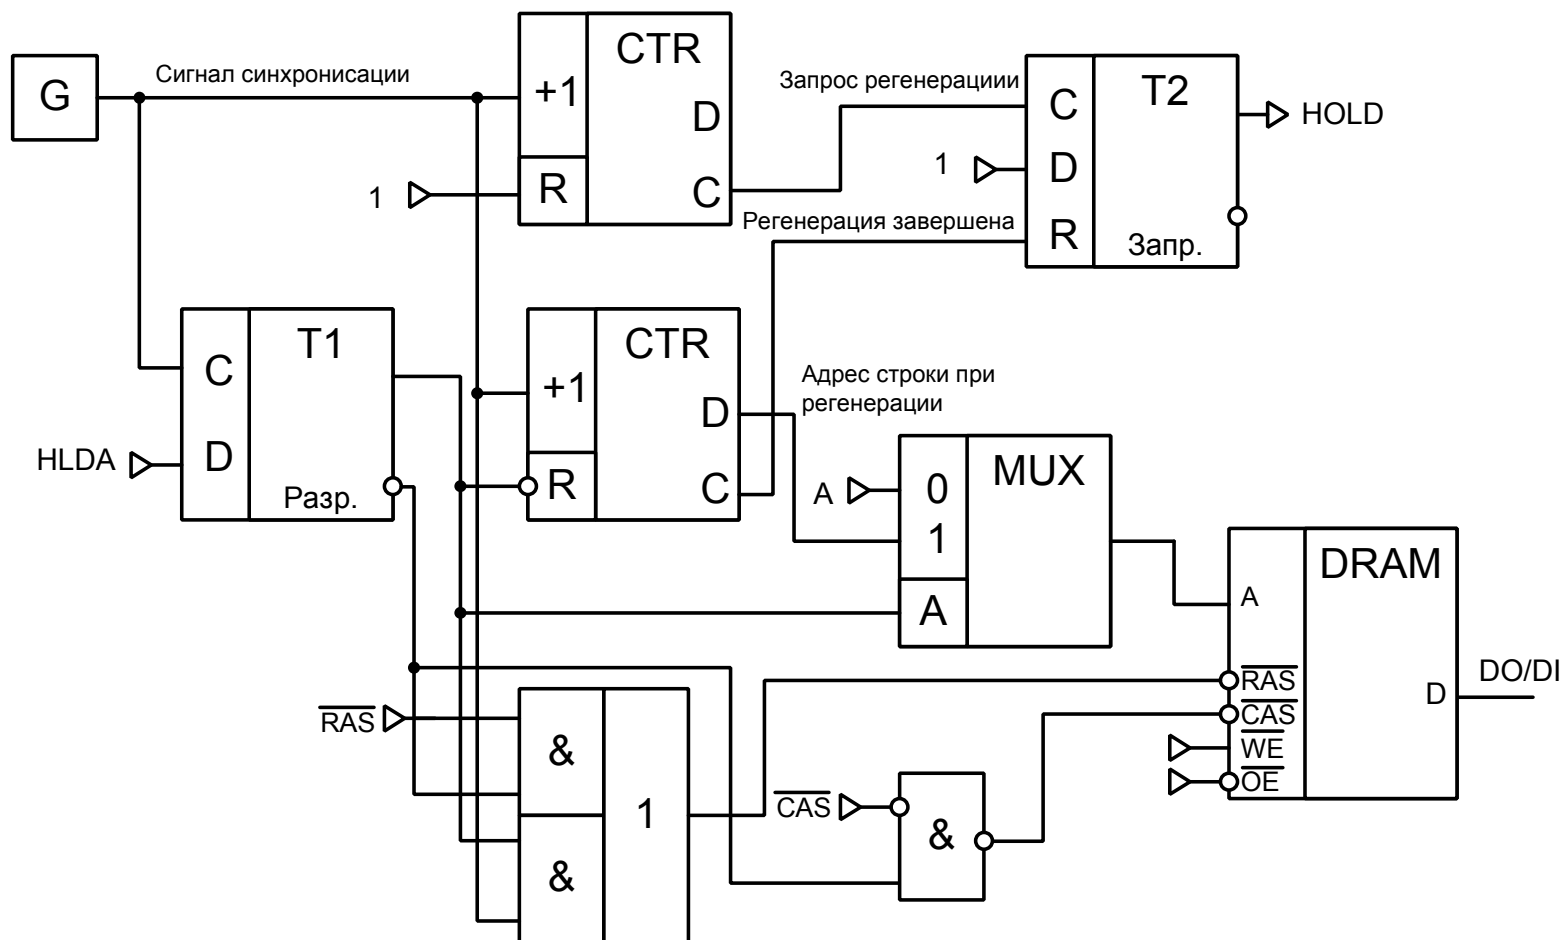 G
Сигнал синхронисации
+1
R
CTR
D
C
1
Запрос регенерациии
C
D
R
T2
Запр.
HOLD
1
Регенерация завершена
C
D
T1
Разр.
HLDA
+1
R
CTR
D
C
Адрес строки при
регенерации
A
0
1
A
MUX
A
RAS
CAS
WE
OE
DRAM
D
DO/DI
RAS
&
&
1
CAS
&